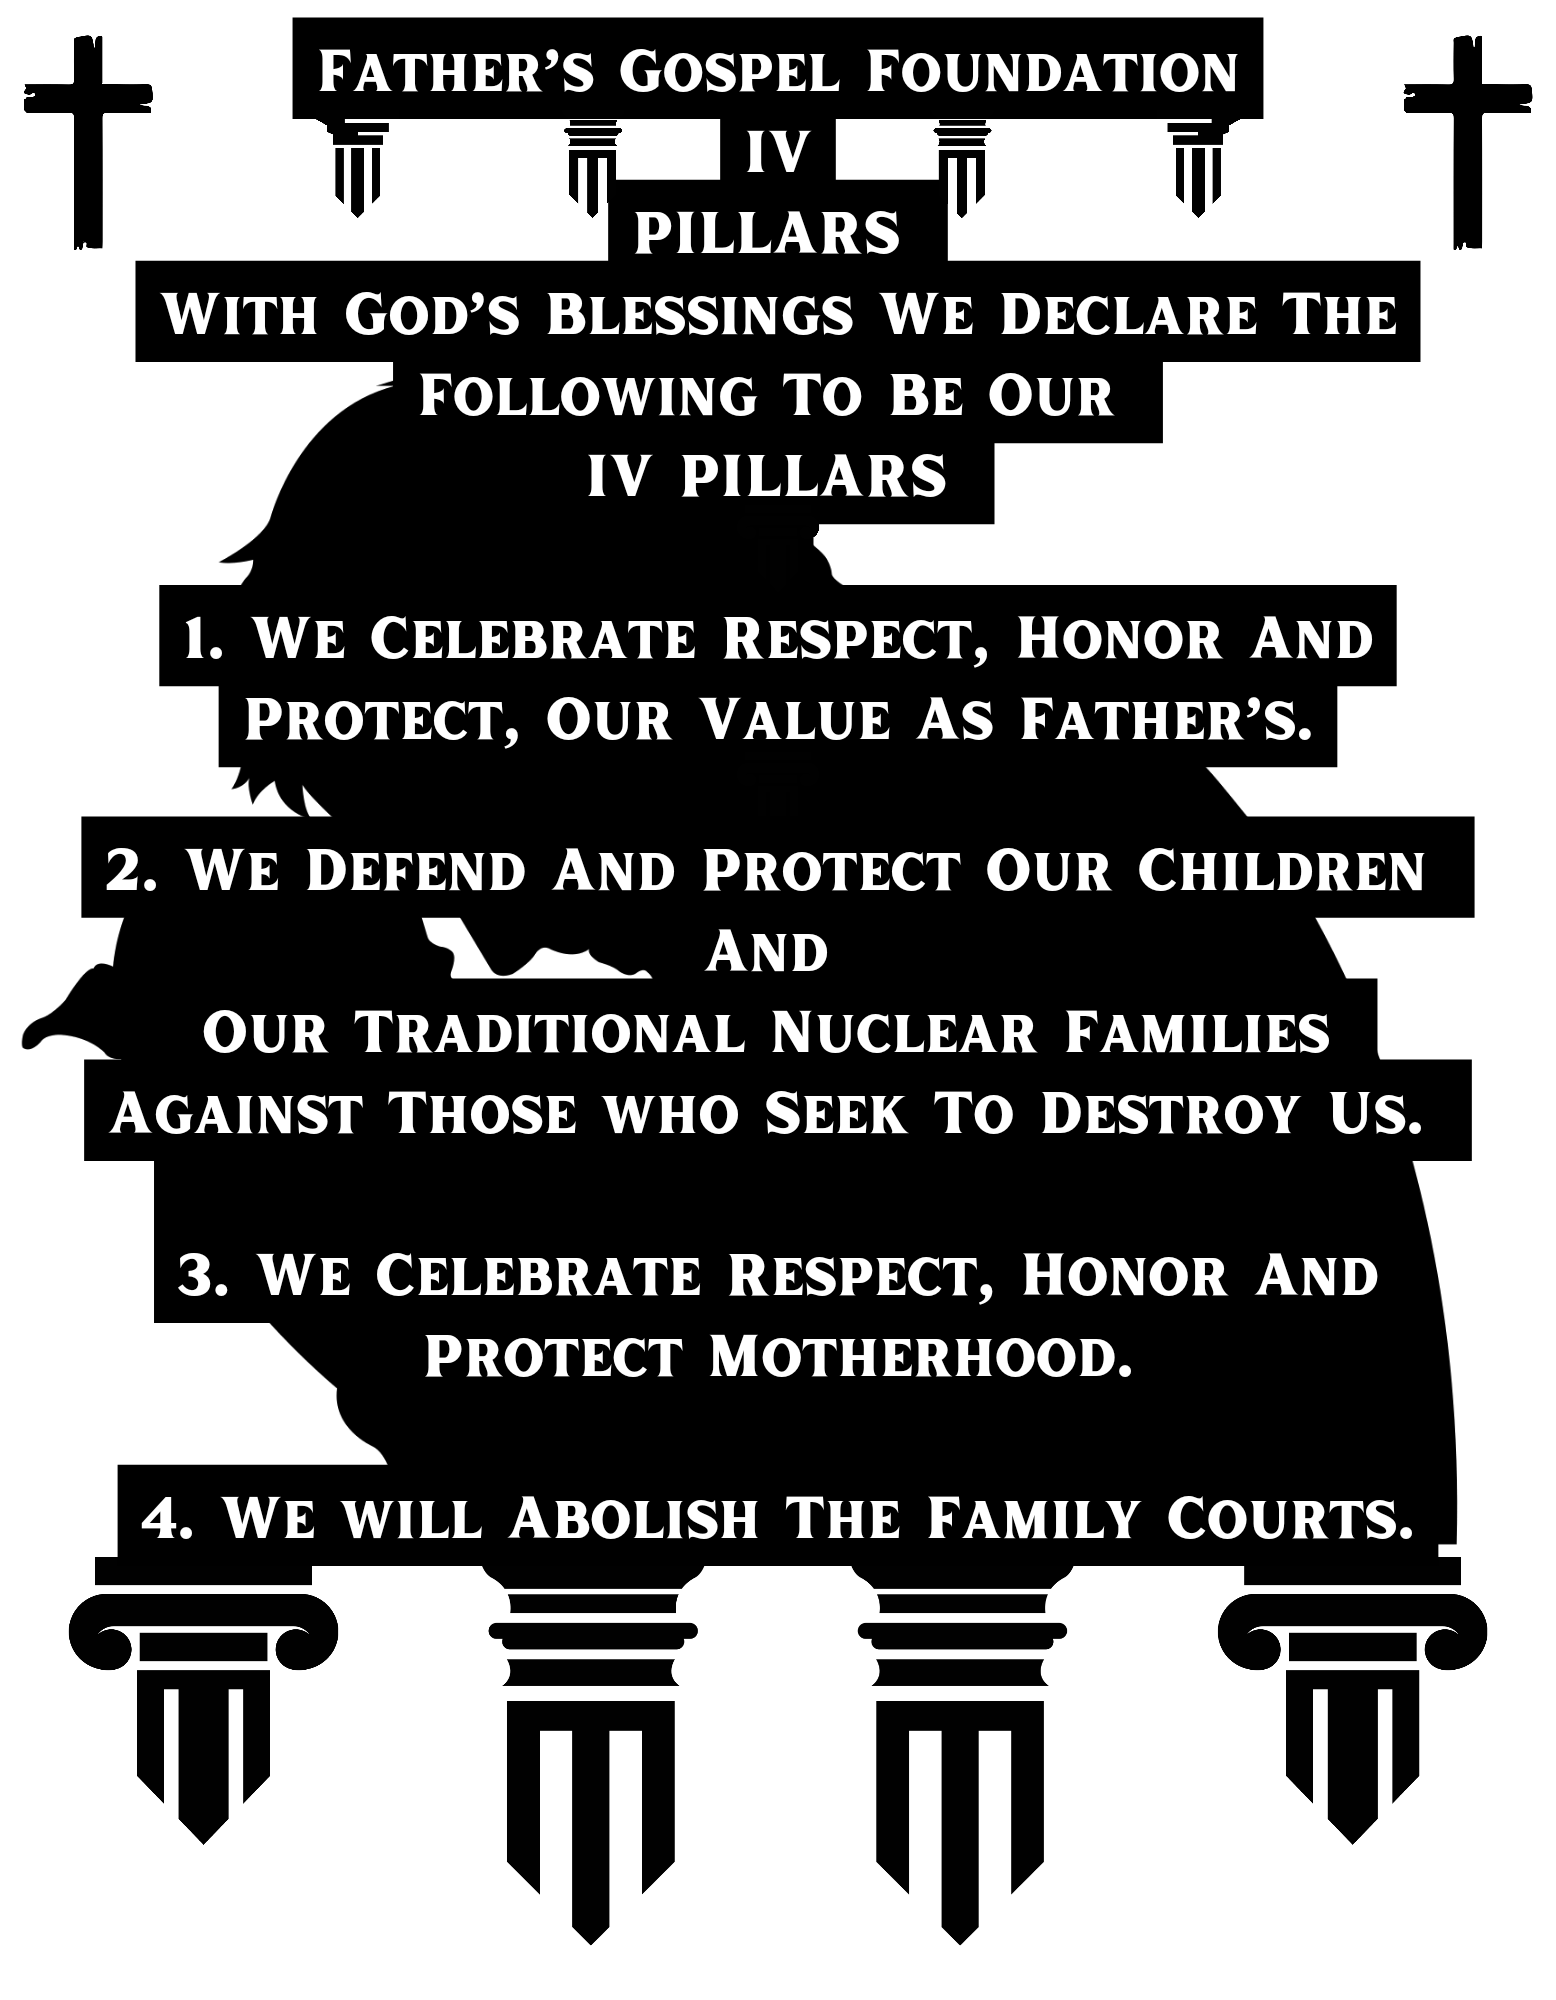 Father's Gospel Foundation
IV
PILLARS
With God's Blessings We Declare The
Following To Be Our
IV PILLARS
1. We Celebrate Respect, Honor And
Protect, Our Value As Father's.
2. We Defend And Protect Our Children
And
Our Traditional Nuclear Families
Against Those who Seek To Destroy Us.
3. We Celebrate Respect, Honor And
Protect Motherhood.
4. We will Abolish The Family Courts.